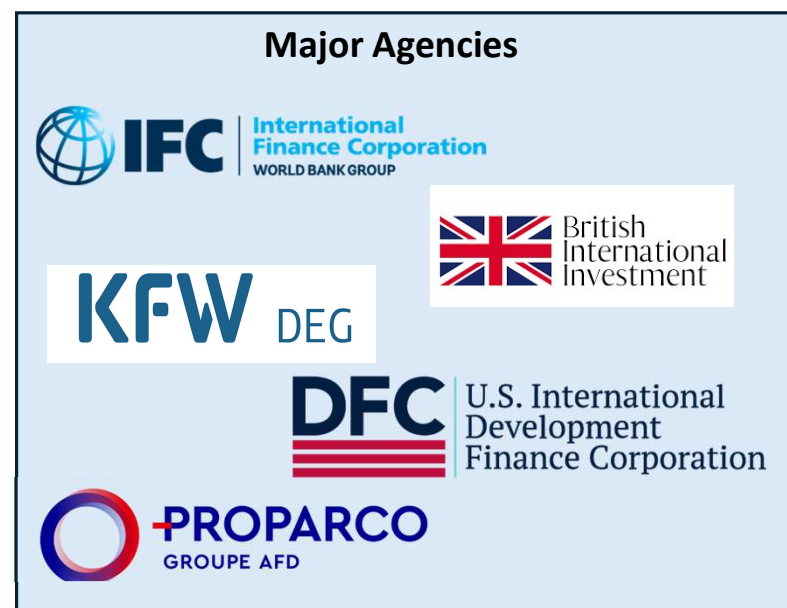 Major Agencies
IFC
International
Finance Corporation
WORLD BANK GROUP
British
International
Investment
KFW DEG
DFC
U.S. International
Development
Finance Corporation
PROPARCO
GROUPE AFD